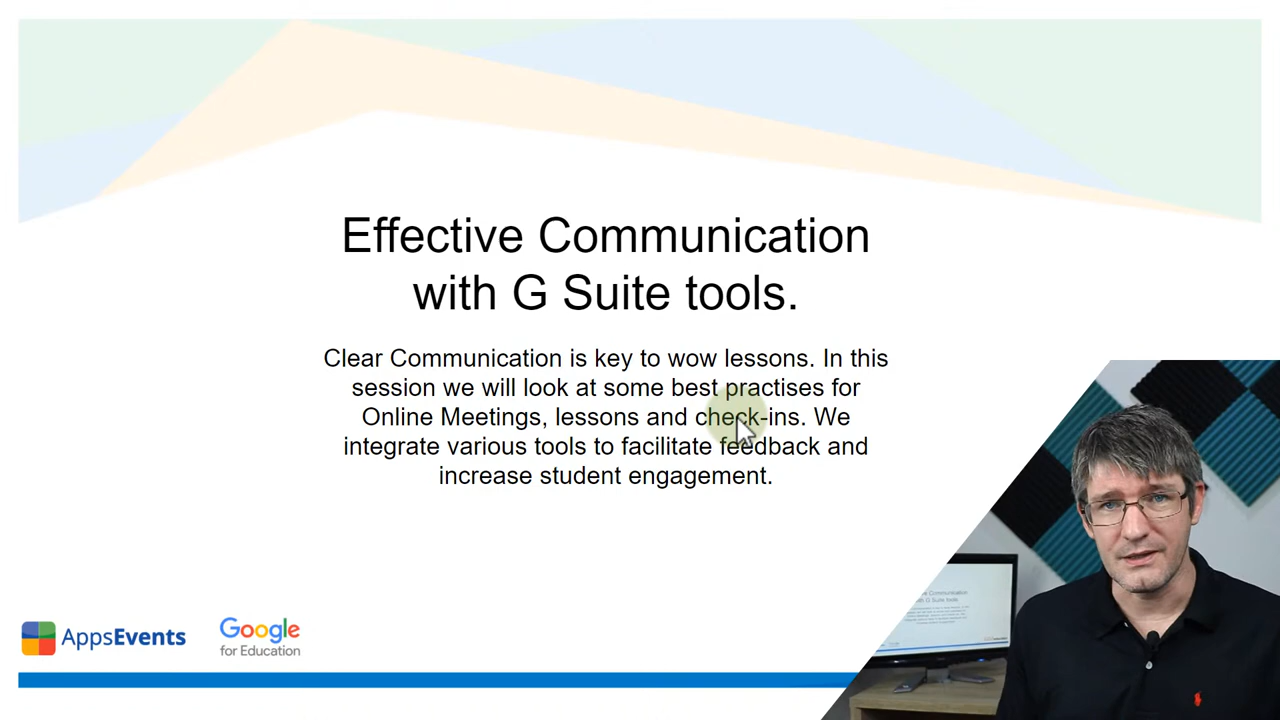 Effective Communication
with G Suite tools.
Clear Communication is key to wow lessons. In this
session we will look at some best practises for
Online Meetings, lessons and check-ins. We
integrate various tools to facilitate feedback and
increase student engagement.
AppsEvents
Google
for Education